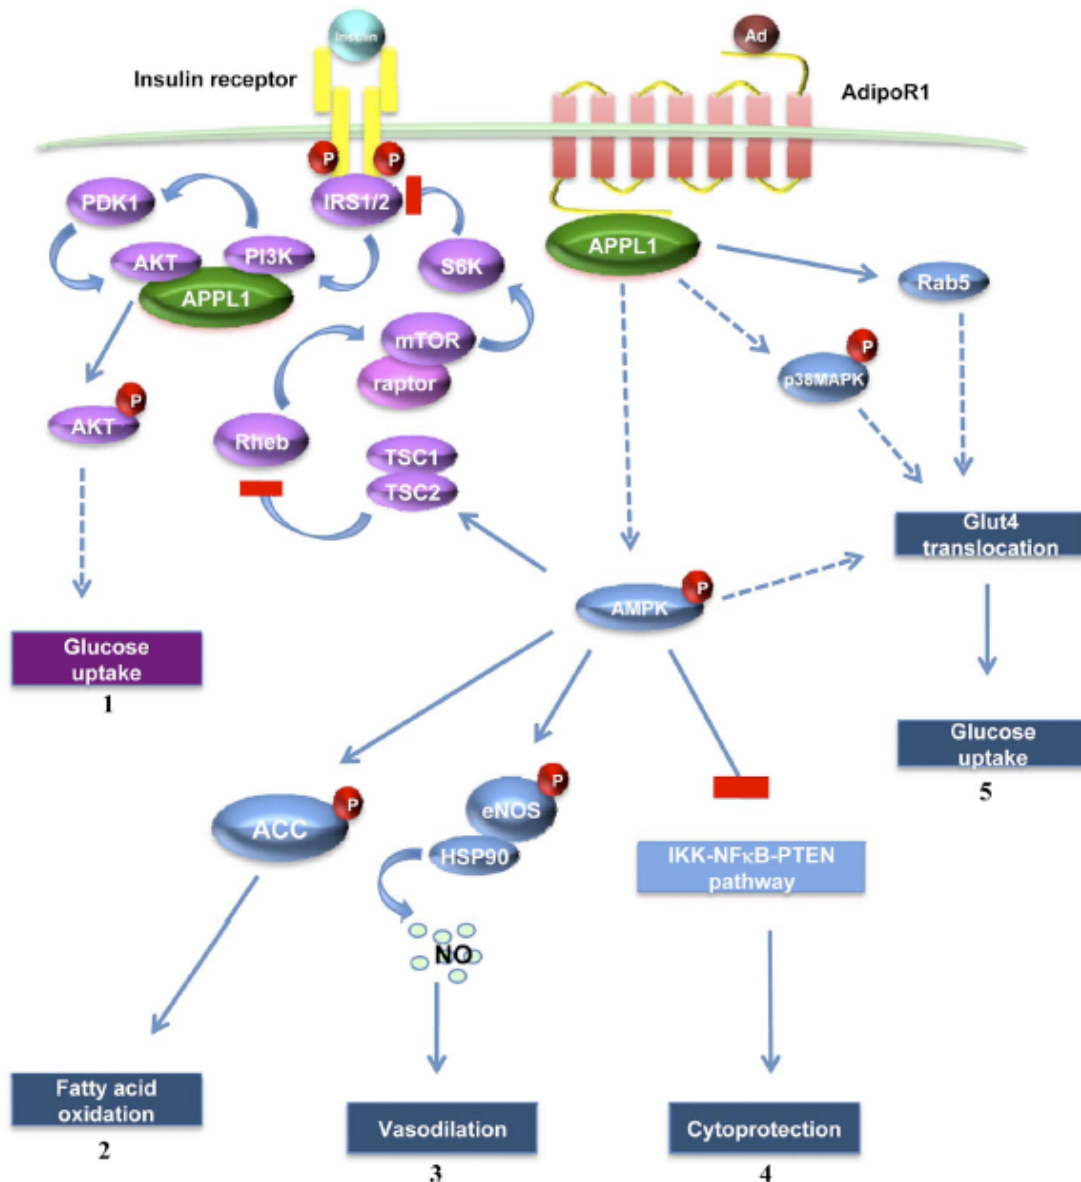 Insulin
Ad
Insulin receptor
AdipoR1
P
P
PDK1
IRS1/2
AKT
PI3K
APPL1
S6K
APPL1
Rab5
mTOR
raptor
P
p38MAPK
P
AKT
Rheb
TSC1
TSC2
Glut4
translocation
P
AMPK
Glucose
uptake
1
Glucose
uptake
5
P
ACC
P
eNOS
HSP90
IKK-NFκB-PTEN
pathway
NO
Fatty acid
oxidation
2
Vasodilation
3
Cytoprotection
4